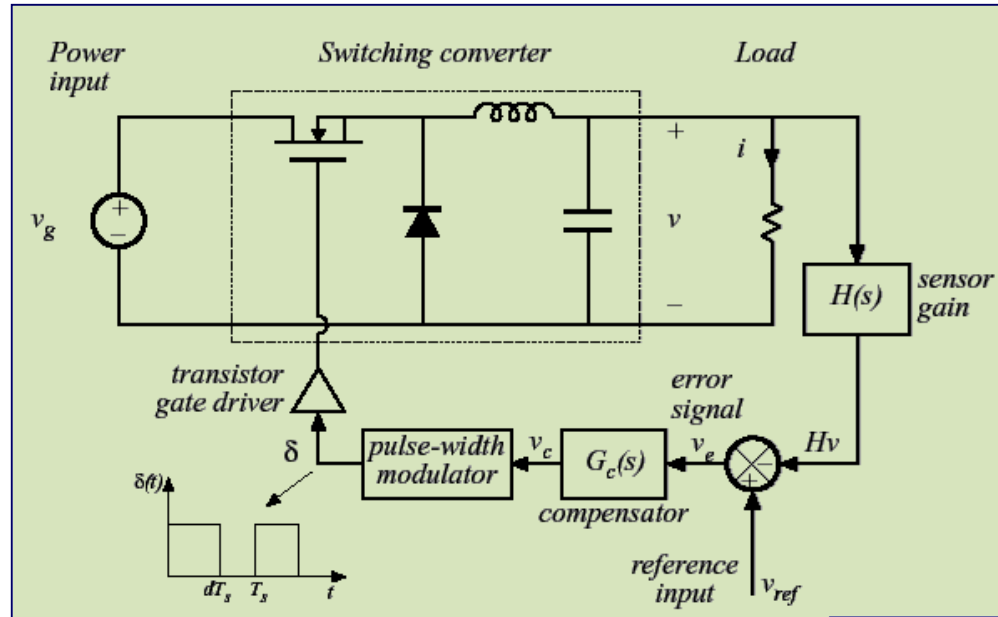 Power
input
Switching converter
Load
v_g
+
−
+
v
−
i
H(s)
sensor
gain
transistor
gate driver
error
signal
δ
pulse-width
modulator
v_c
G_c(s)
v_e
Hv
−
+
compensator
δ(t)
dT_s
T_s
t
reference
input
v_ref